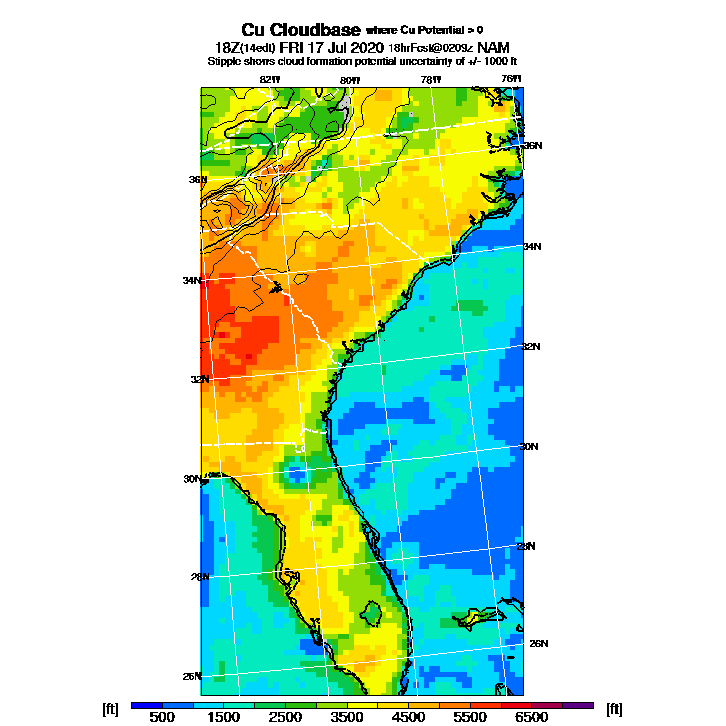 Cu Cloudbase where Cu Potential > 0
18Z(14edt) FRI 17 Jul 2020 18hrFcst@0209z NAM
Stipple shows cloud formation potential uncertainty of +/- 1000 ft
82W 80W 78W 76W
36N
36N
34N
34N
32N
32N
30N
30N
28N
28N
26N
26N
[ft] 500 1500 2500 3500 4500 5500 6500 [ft]